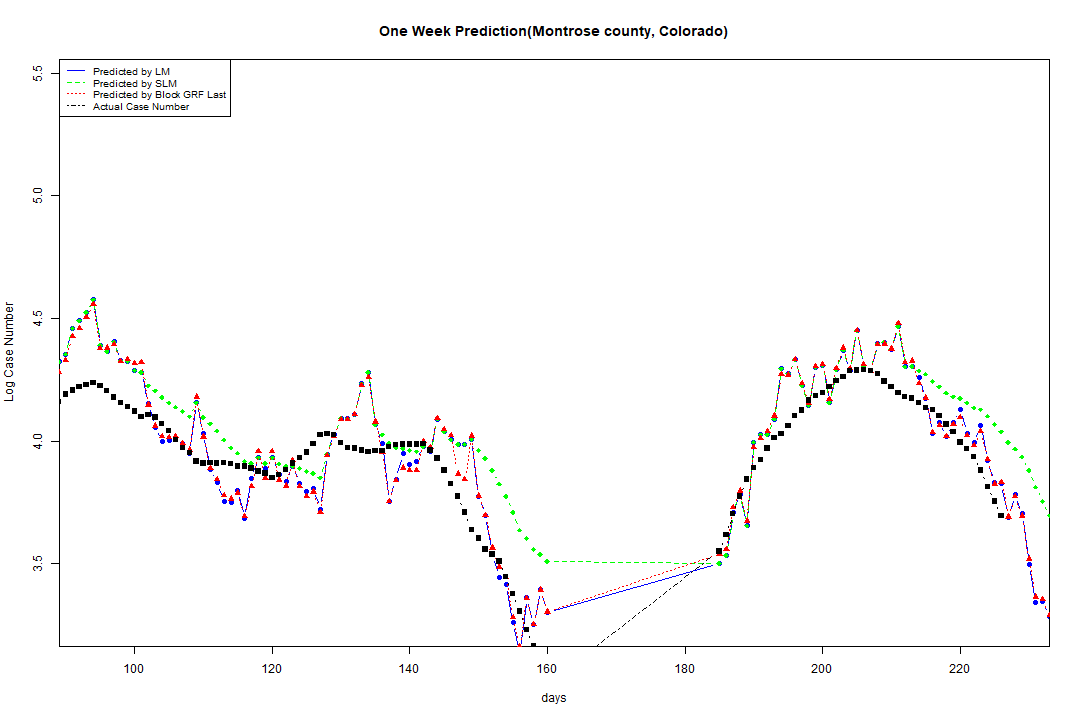 One Week Prediction(Montrose county, Colorado)
Predicted by LM
Predicted by SLM
Predicted by Block GRF Last
Actual Case Number
5.5
5.0
4.5
4.0
3.5
Log Case Number
100 120 140 160 180 200 220
days